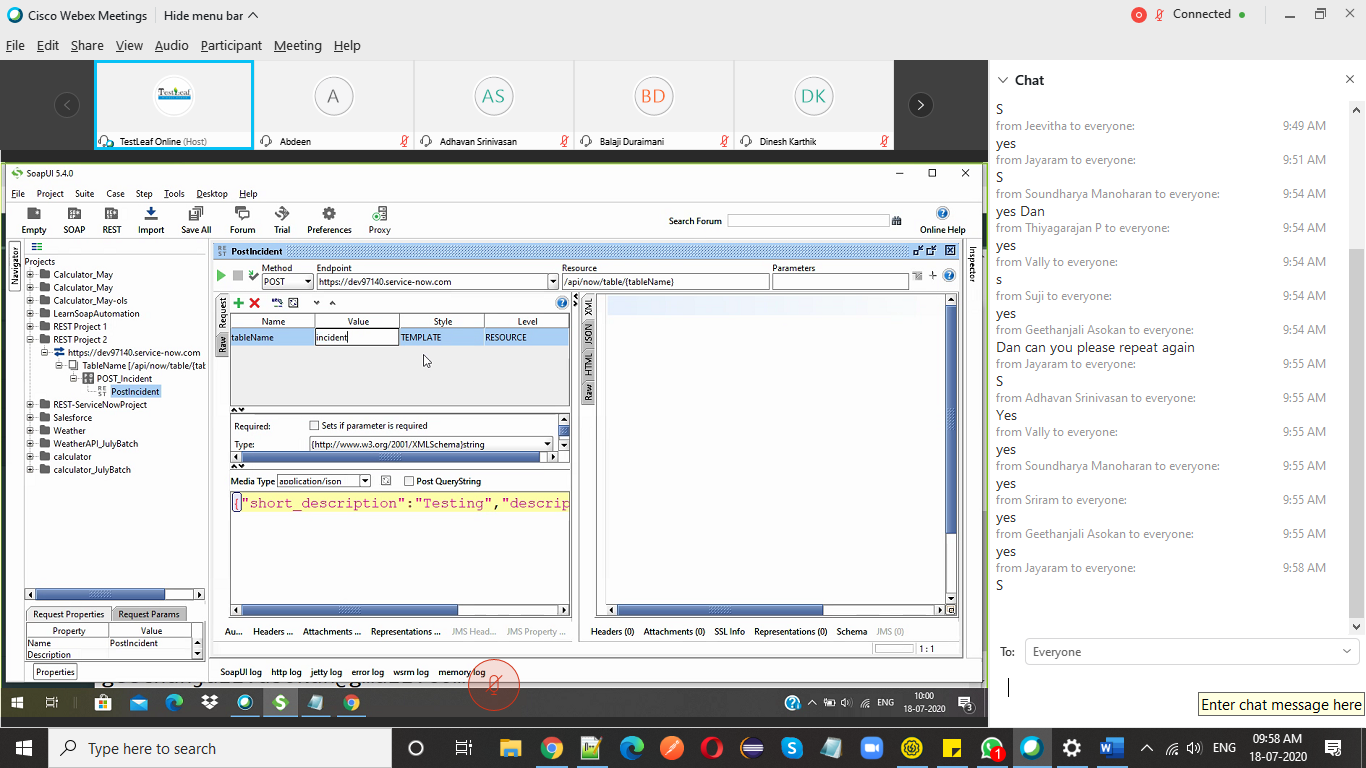 Cisco Webex Meetings Hide menu bar Connected
File Edit Share View Audio Participant Meeting Help
TestLeaf
A
AS
BD
DK
TestLeaf Online (Host)
Abdeen
Adhavan Srinivasan
Balaji Duraimani
Dinesh Karthik
SoapUI 5.4.0
File Project Suite Case Step Tools Desktop Help
Empty SOAP REST Import Save All Forum Trial Preferences Proxy
Search Forum
Online Help
Navigator
Projects
Calculator_May
Calculator_May
Calculator_May-ols
LearnSoapAutomation
REST Project 1
REST Project 2
https://dev97140.service-now.com
TableName [/api/now/table/{tab
POST_Incident
REST
PostIncident
REST-ServiceNowProject
Salesforce
Weather
WeatherAPI_JulyBatch
calculator
calculator_JulyBatch
Request Properties Request Params
Property Value
Name PostIncident
Description
Properties
REST
PostIncident
Method Endpoint Resource Parameters
POST https://dev97140.service-now.com /api/now/table/{tableName}
Request
Raw
Name Value Style Level
tableName incident TEMPLATE RESOURCE
Required: Sets if parameter is required
Type: {http://www.w3.org/2001/XMLSchema}string
Media Type application/json Post QueryString
{"short_description":"Testing","descrip
Au... Headers ... Attachments ... Representations ... JMS Head... JMS Property ...
XML
JSON
HTML
Raw
Headers (0) Attachments (0) SSL Info Representations (0) Schema JMS (0)
1 : 1
Inspector
SoapUI log http log jetty log error log wsrm log memory log
ENG
10:00
18-07-2020
3
Chat
S
from Jeevitha to everyone: 9:49 AM
yes
from Jayaram to everyone: 9:51 AM
S
from Soundharya Manoharan to everyone: 9:54 AM
yes Dan
from Thiyagarajan P to everyone: 9:54 AM
yes
from Vally to everyone: 9:54 AM
s
from Suji to everyone: 9:54 AM
yes
from Geethanjali Asokan to everyone: 9:54 AM
Dan can you please repeat again
from Jayaram to everyone: 9:55 AM
S
from Adhavan Srinivasan to everyone: 9:55 AM
Yes
from Vally to everyone: 9:55 AM
yes
from Soundharya Manoharan to everyone: 9:55 AM
yes
from Sriram to everyone: 9:55 AM
yes
from Geethanjali Asokan to everyone: 9:55 AM
yes
from Jayaram to everyone: 9:58 AM
S
To: Everyone
Enter chat message here
Type here to search
1
ENG
09:58 AM
18-07-2020